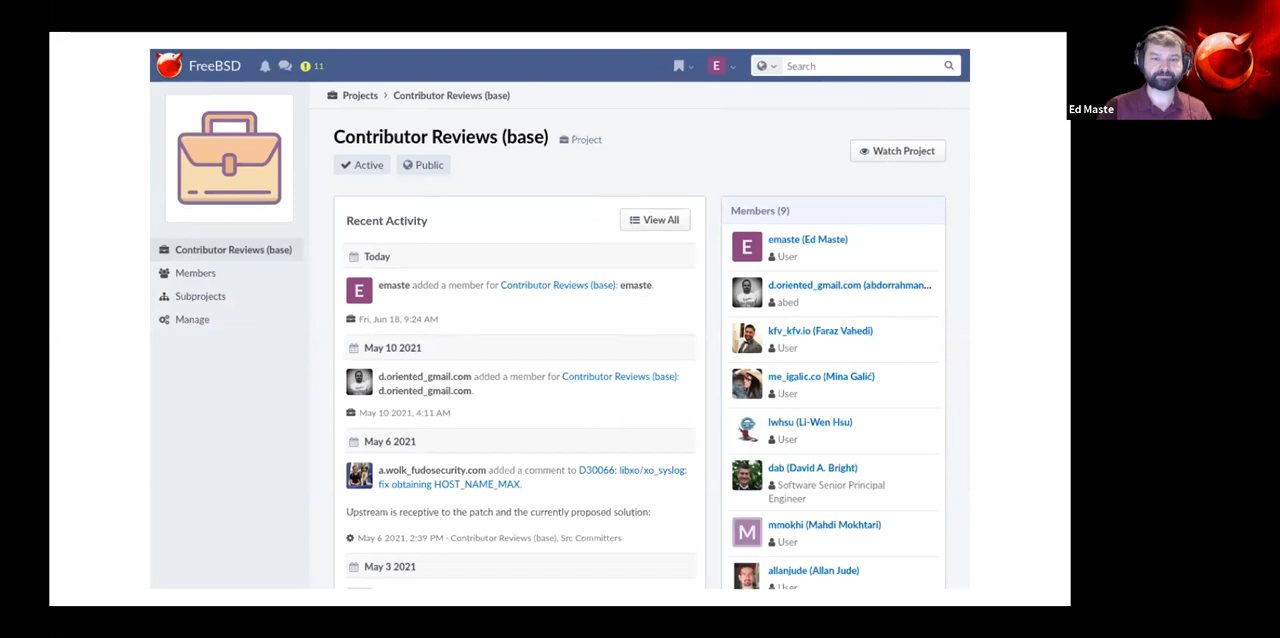 FreeBSD
11
E
Search
Ed Maste
Projects > Contributor Reviews (base)
Contributor Reviews (base) Project
Active Public
Watch Project
Contributor Reviews (base)
Members
Subprojects
Manage
Recent Activity
View All
Today
E
emaste added a member for Contributor Reviews (base): emaste.
Fri, Jun 18, 9:24 AM
May 10 2021
d.oriented_gmail.com added a member for Contributor Reviews (base):
d.oriented_gmail.com.
May 10 2021, 4:11 AM
May 6 2021
a.wolk_fudosecurity.com added a comment to D30066: libxo/xo_syslog:
fix obtaining HOST_NAME_MAX.
Upstream is receptive to the patch and the currently proposed solution:
May 6 2021, 2:39 PM · Contributor Reviews (base), Src Committers
May 3 2021
Members (9)
E
emaste (Ed Maste)
User
d.oriented_gmail.com (abdorrahman...
abed
kfv_kfv.io (Faraz Vahedi)
User
me_igalic.co (Mina Galić)
User
lwhsu (Li-Wen Hsu)
User
dab (David A. Bright)
Software Senior Principal
Engineer
M
mmokhi (Mahdi Mokhtari)
User
allanjude (Allan Jude)
User